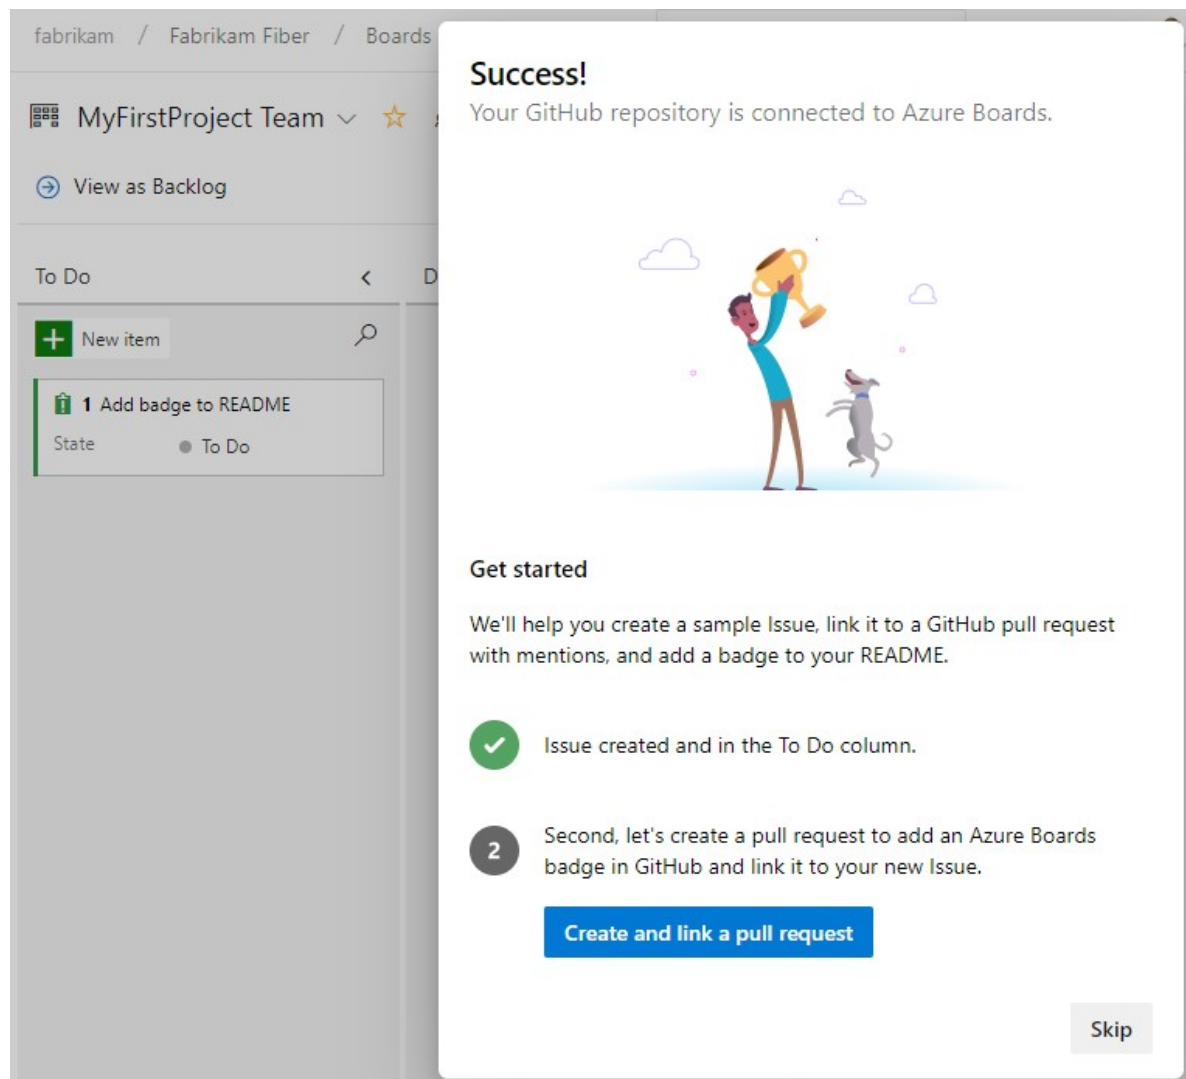 fabrikam / Fabrikam Fiber / Boards
MyFirstProject Team
View as Backlog
To Do
New item
1 Add badge to README
State To Do
Success!
Your GitHub repository is connected to Azure Boards.
Get started
We'll help you create a sample Issue, link it to a GitHub pull request
with mentions, and add a badge to your README.
Issue created and in the To Do column.
2
Second, let's create a pull request to add an Azure Boards
badge in GitHub and link it to your new Issue.
Create and link a pull request
Skip